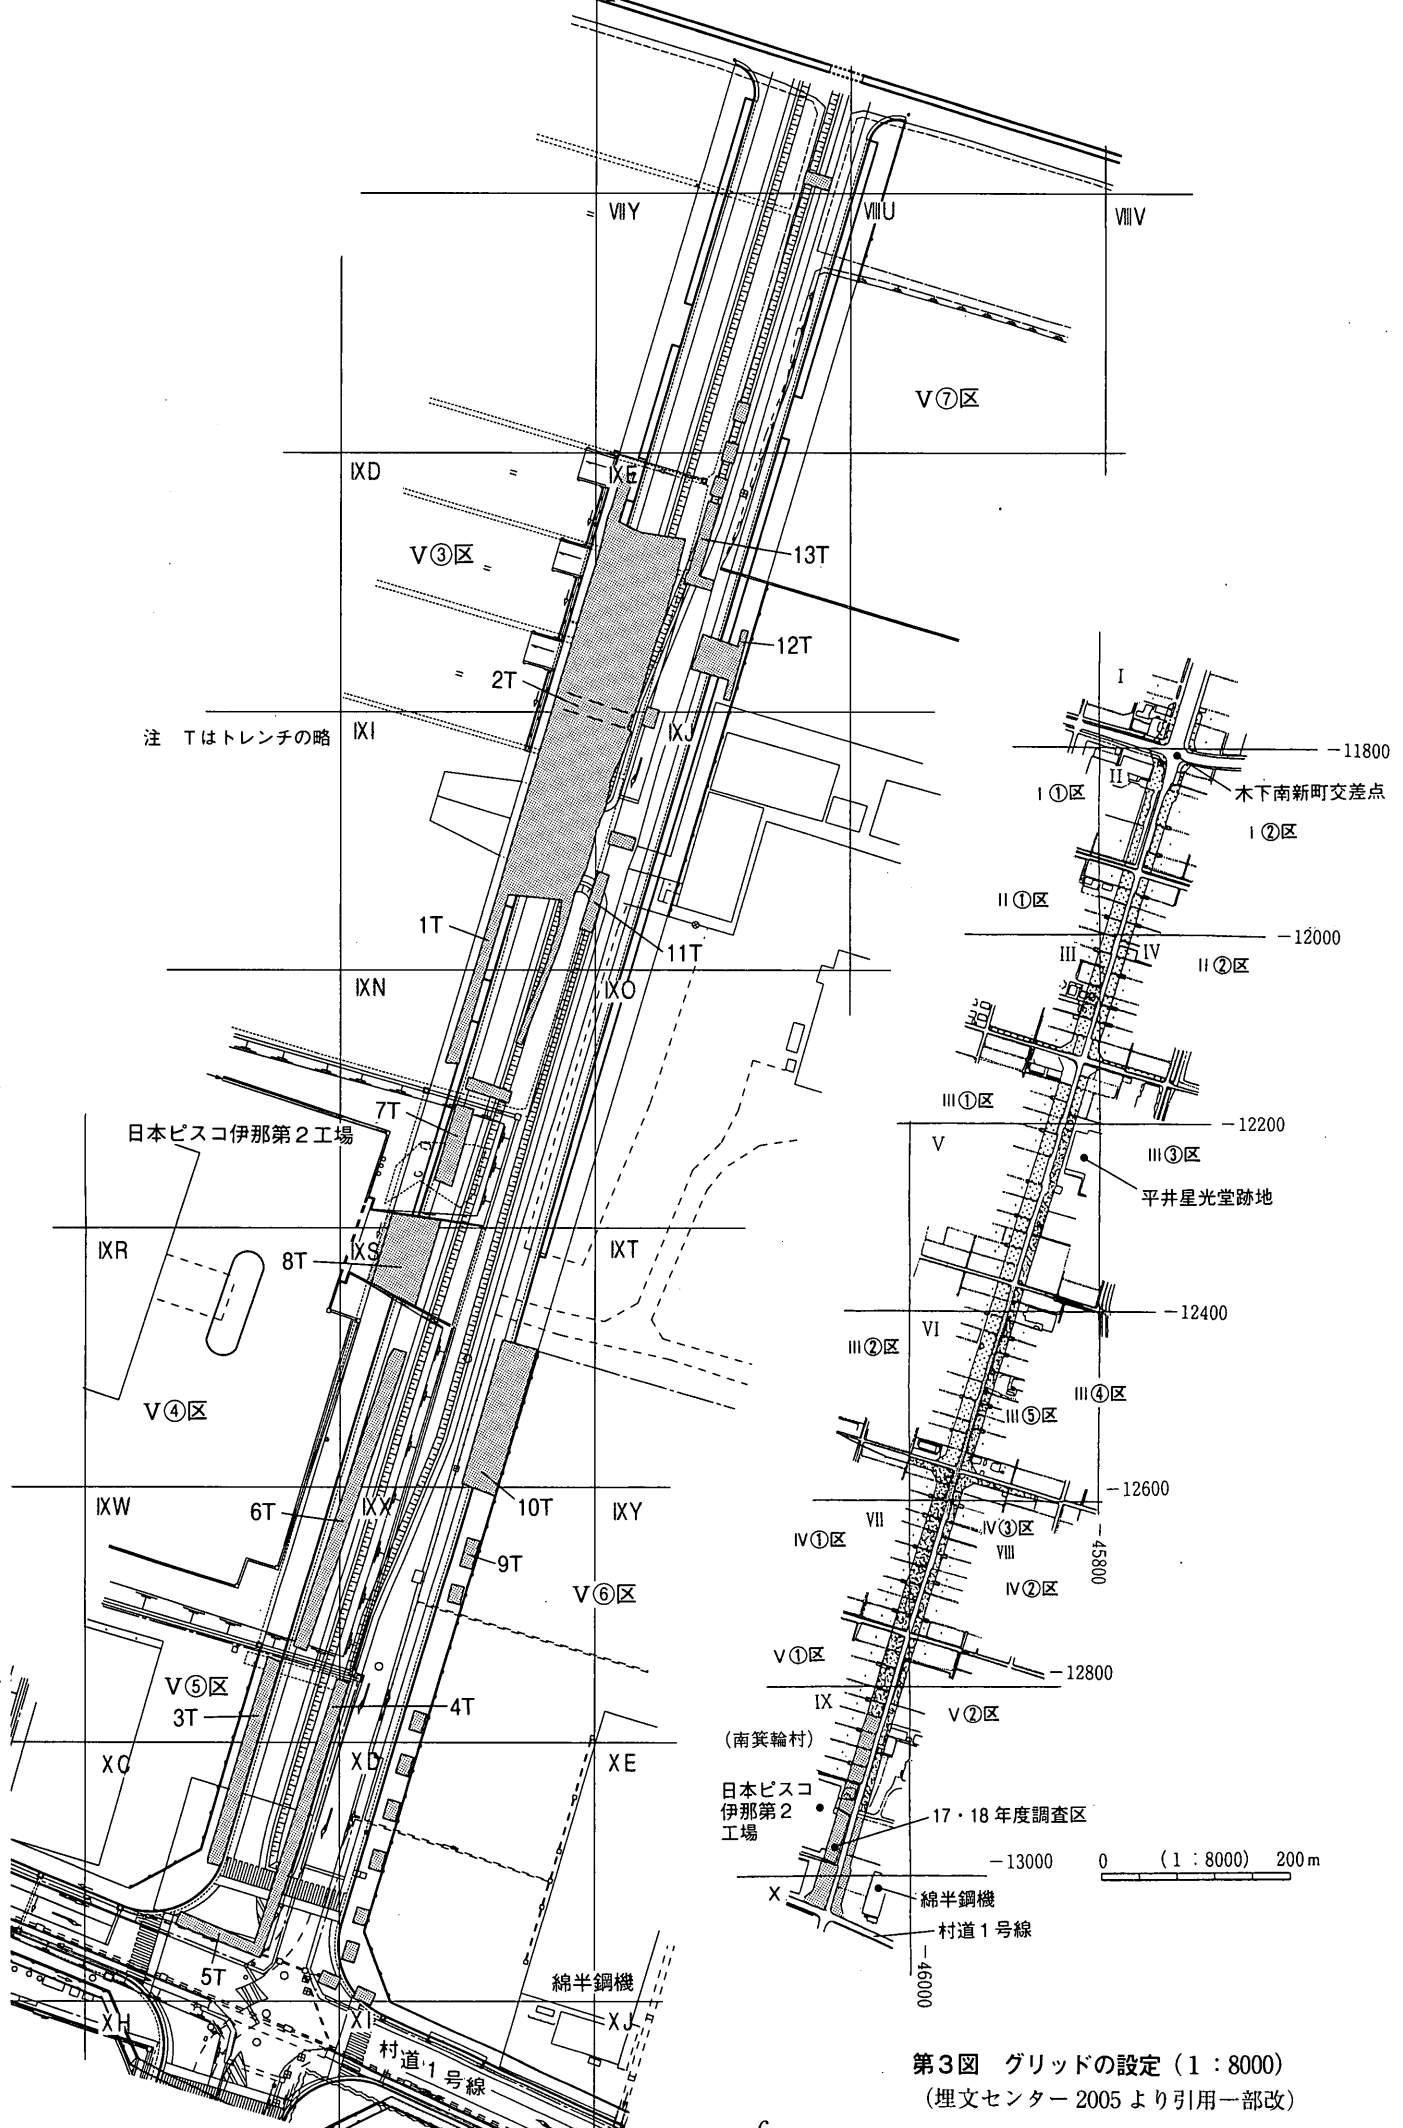 VIIY
VIIIU
VIIIV
V⑦区
IXD
IXE
V③区
13T
12T
2T
注 Tはトレンチの略
IXI
IXJ
1T
11T
IXN
IXO
7T
日本ピスコ伊那第2工場
IXR
IXS
IXT
8T
V④区
IXW
6T
IXX
10T
IXY
9T
V⑥区
V⑤区
3T
4T
XC
XD
XE
5T
綿半鋼機
XH
XI
XJ
村道1号線
I
-11800
II
I①区
木下南新町交差点
I②区
II①区
-12000
III
IV
II②区
III①区
-12200
V
III③区
平井星光堂跡地
-12400
VI
III②区
III④区
III⑤区
-12600
VII
IV①区
IV③区
VIII
-45800
IV②区
V①区
-12800
IX
V②区
(南箕輪村)
日本ピスコ
伊那第2
工場
17・18年度調査区
-13000
0 (1:8000) 200m
X
綿半鋼機
村道1号線
-46000
第3図 グリッドの設定(1:8000)
(埋文センター2005より引用一部改)